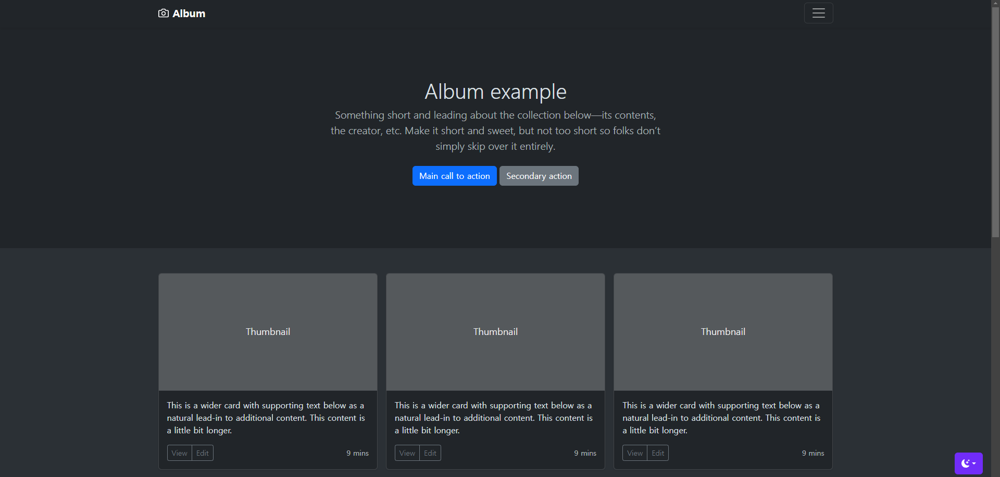 Album
Album example
Something short and leading about the collection below—its contents,
the creator, etc. Make it short and sweet, but not too short so folks don’t
simply skip over it entirely.
Main call to action
Secondary action
Thumbnail
This is a wider card with supporting text below as a
natural lead-in to additional content. This content is
a little bit longer.
View
Edit
9 mins
Thumbnail
This is a wider card with supporting text below as a
natural lead-in to additional content. This content is
a little bit longer.
View
Edit
9 mins
Thumbnail
This is a wider card with supporting text below as a
natural lead-in to additional content. This content is
a little bit longer.
View
Edit
9 mins